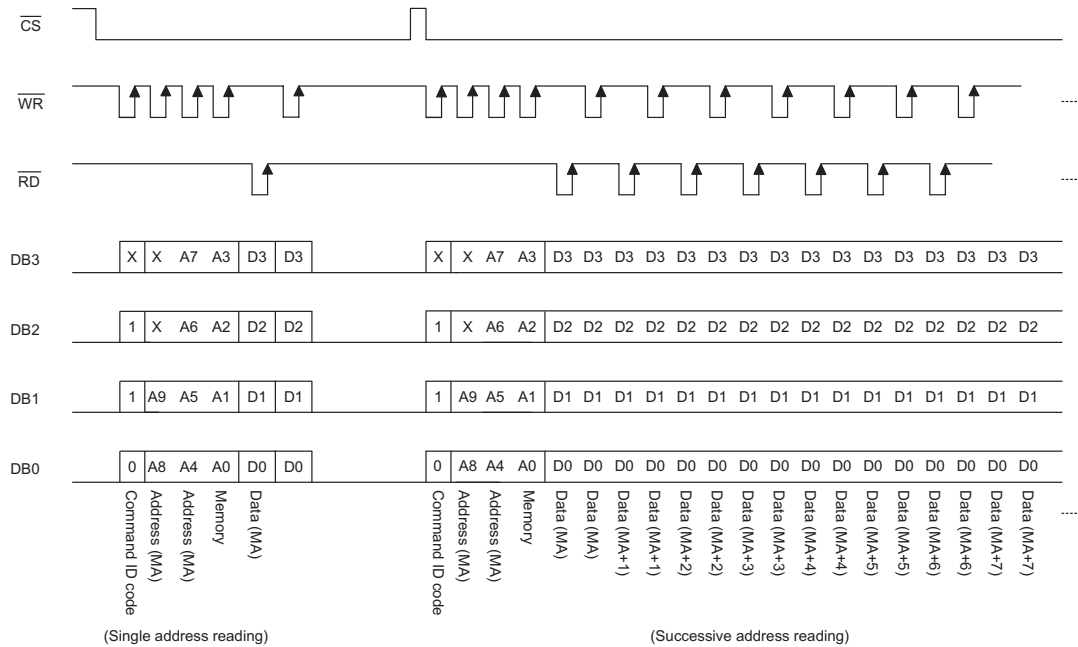 CS
WR
RD
DB3 X X A7 A3 D3 D3 X X A7 A3 D3 D3 D3 D3 D3 D3 D3 D3 D3 D3 D3 D3 D3 D3 D3 D3
DB2 1 X A6 A2 D2 D2 1 X A6 A2 D2 D2 D2 D2 D2 D2 D2 D2 D2 D2 D2 D2 D2 D2 D2 D2
DB1 1 A9 A5 A1 D1 D1 1 A9 A5 A1 D1 D1 D1 D1 D1 D1 D1 D1 D1 D1 D1 D1 D1 D1 D1 D1
DB0 0 A8 A4 A0 D0 D0 0 A8 A4 A0 D0 D0 D0 D0 D0 D0 D0 D0 D0 D0 D0 D0 D0 D0 D0 D0
Command ID code
Address (MA)
Address (MA)
Memory
Data (MA)
Command ID code
Address (MA)
Address (MA)
Memory
Data (MA)
Data (MA)
Data (MA+1)
Data (MA+1)
Data (MA+2)
Data (MA+2)
Data (MA+3)
Data (MA+3)
Data (MA+4)
Data (MA+4)
Data (MA+5)
Data (MA+5)
Data (MA+6)
Data (MA+6)
Data (MA+7)
Data (MA+7)
(Single address reading)
(Successive address reading)